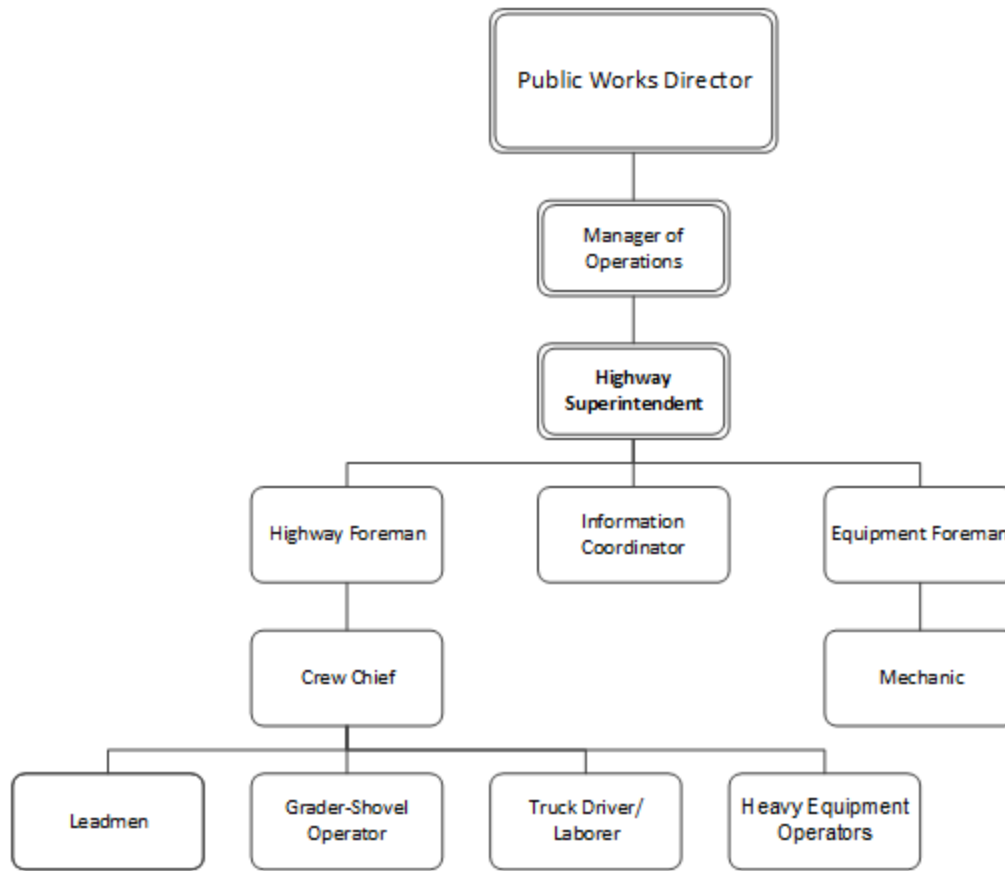 Public Works Director
Manager of
Operations
Highway
Superintendent
Highway Foreman
Information
Coordinator
Equipment Foreman
Crew Chief
Mechanic
Leadmen
Grader-Shovel
Operator
Truck Driver/
Laborer
Heavy Equipment
Operators